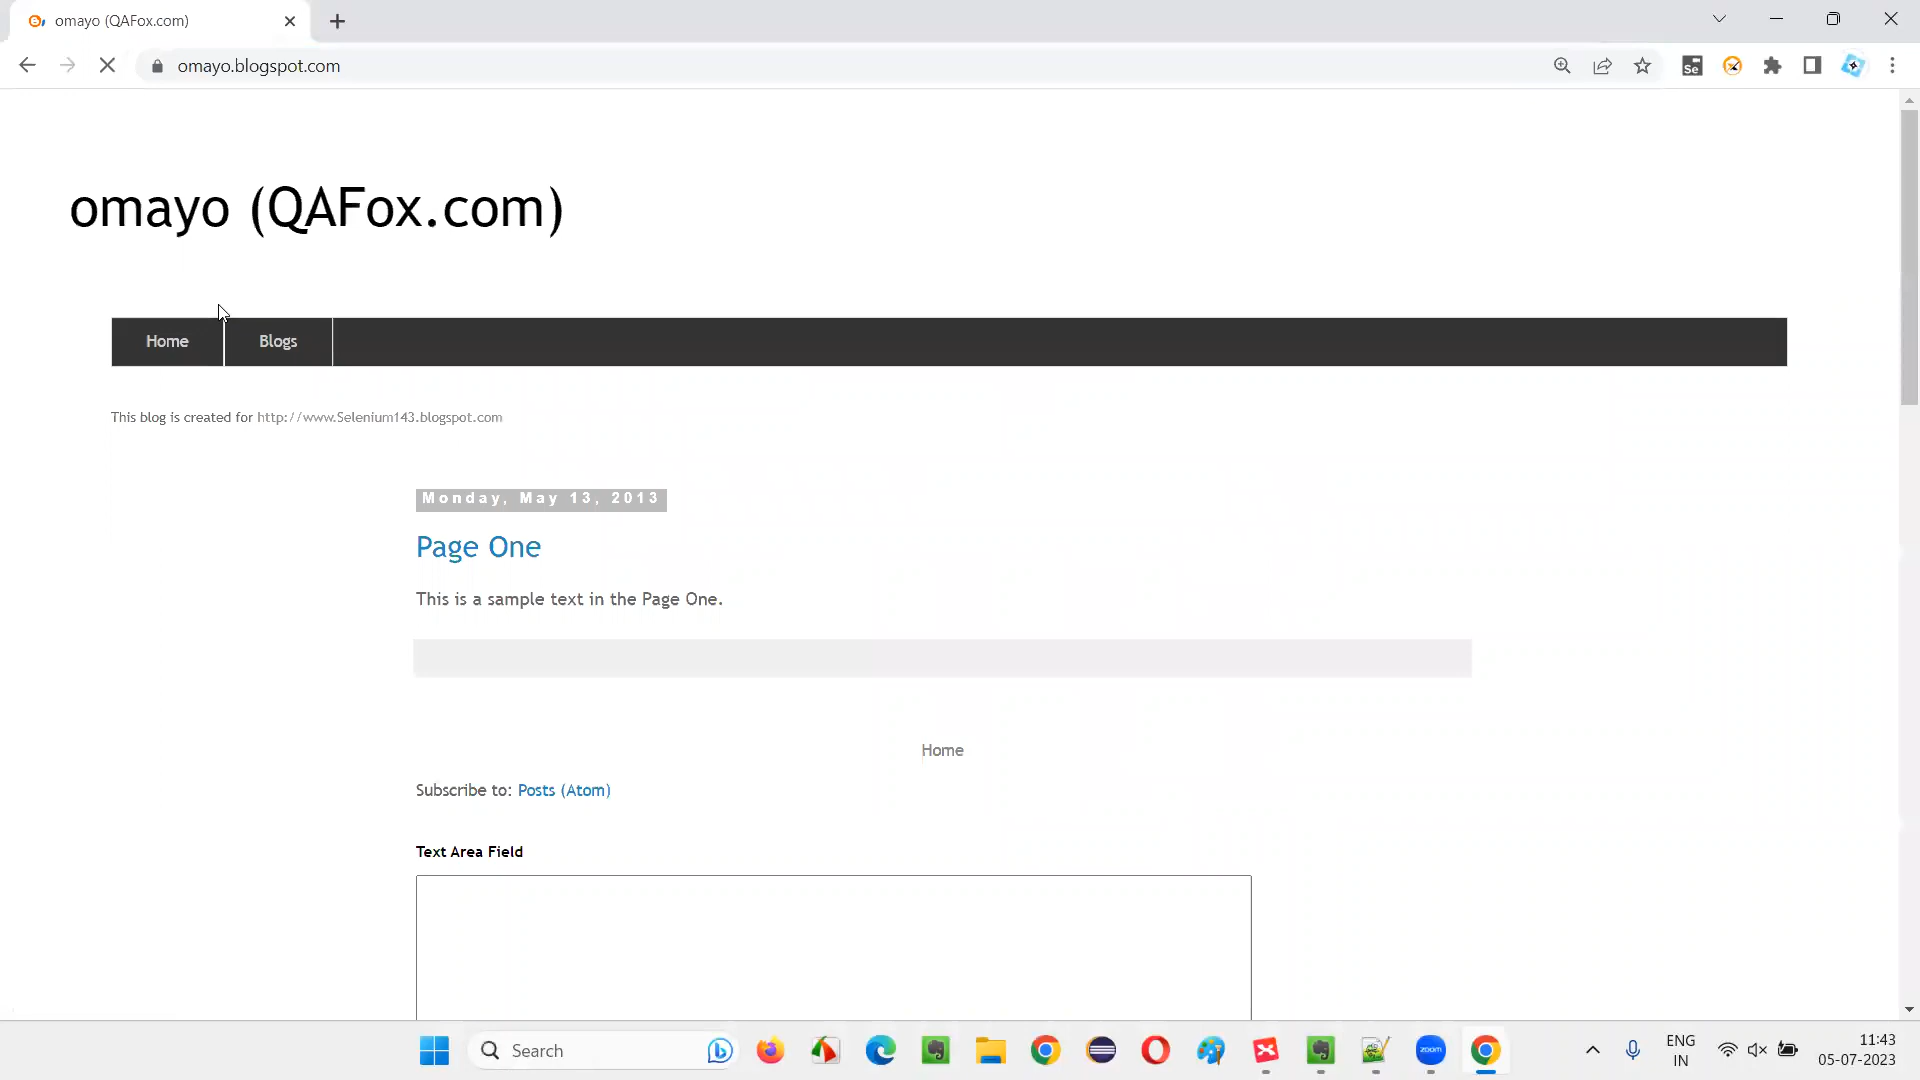 omayo (QAFox.com)
omayo.blogspot.com
Se
omayo (QAFox.com)
Home Blogs
This blog is created for http://www.Selenium143.blogspot.com
Monday, May 13, 2013
Page One
This is a sample text in the Page One.
Home
Subscribe to: Posts (Atom)
Text Area Field
Search
zoom
ENG
IN
11:43
05-07-2023